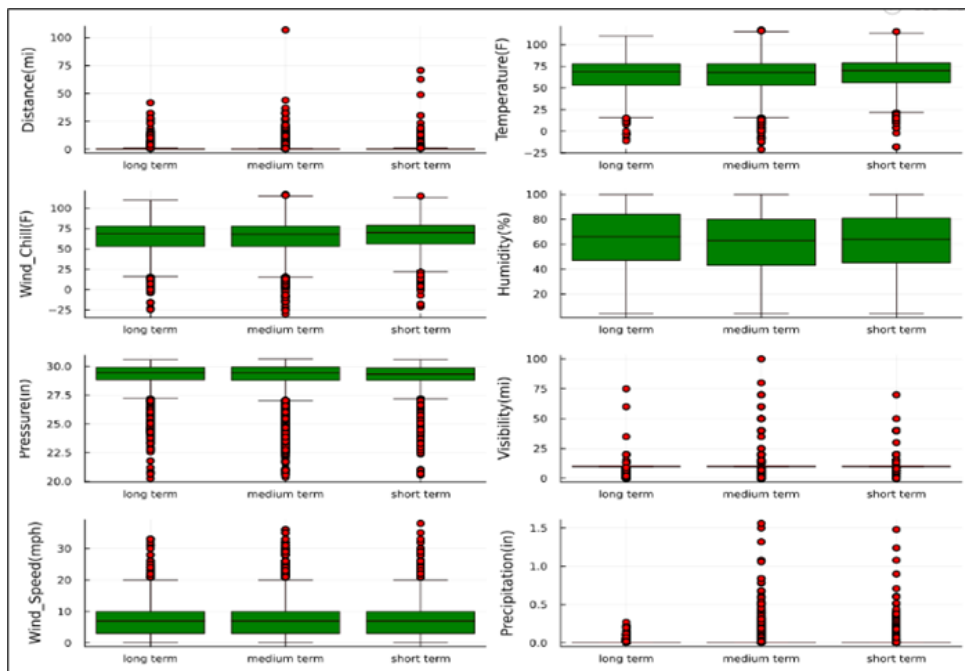 Distance(mi)
100
75
50
25
0
long term
medium term
short term
Temperature(F)
100
75
50
25
0
−25
long term
medium term
short term
Wind_Chill(F)
100
75
50
25
0
−25
long term
medium term
short term
Humidity(%)
100
80
60
40
20
long term
medium term
short term
Pressure(in)
30.0
27.5
25.0
22.5
20.0
long term
medium term
short term
Visibility(mi)
100
75
50
25
0
long term
medium term
short term
Wind_Speed(mph)
30
20
10
0
long term
medium term
short term
Precipitation(in)
1.5
1.0
0.5
0.0
long term
medium term
short term